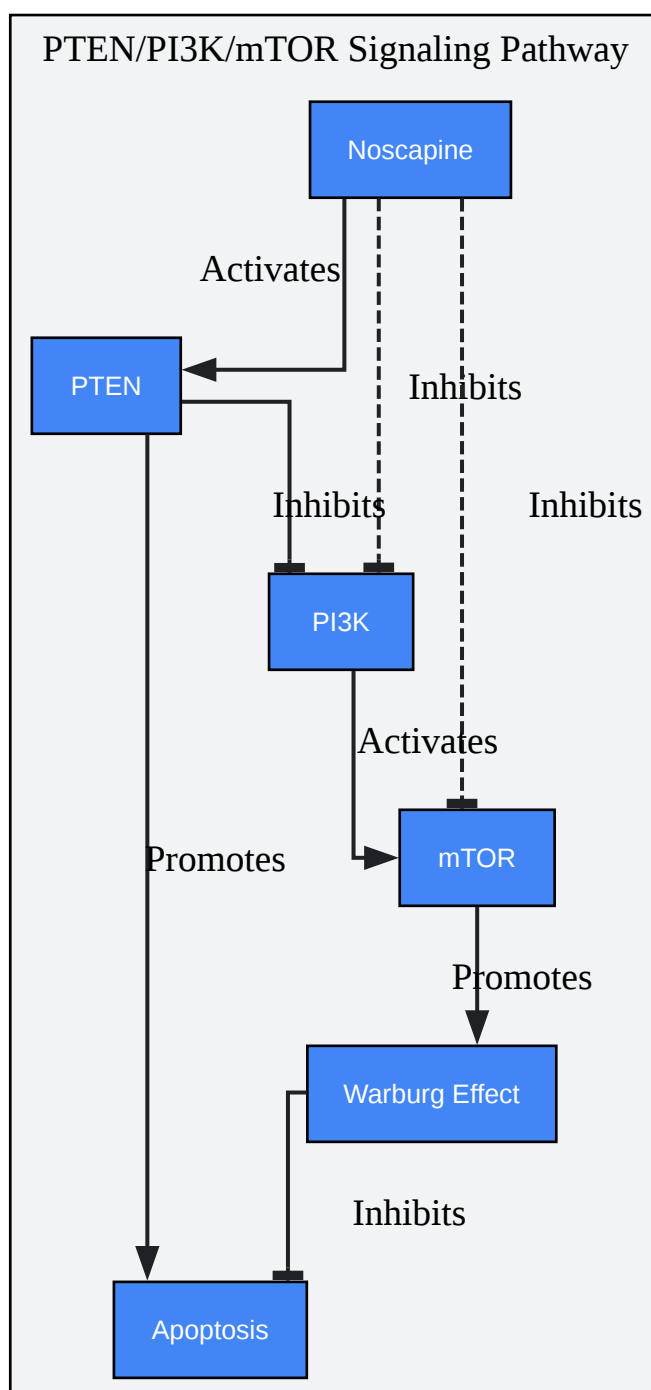 PTEN/PI3K/mTOR Signaling Pathway
Noscapine
Activates
PTEN
Inhibits
Inhibits
Inhibits
PI3K
Activates
mTOR
Promotes
Promotes
Warburg Effect
Inhibits
Apoptosis